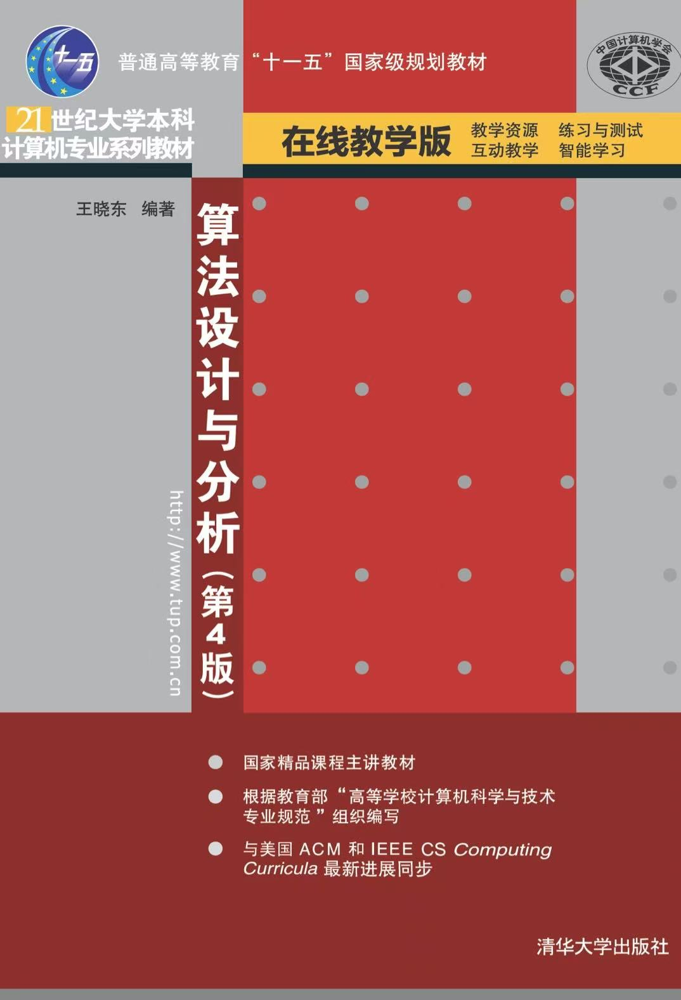 十一五
普通高等教育“十一五”国家级规划教材
中国计算机学会
CCF
21世纪大学本科
计算机专业系列教材
在线教学版
教学资源 练习与测试
互动教学 智能学习
王晓东 编著
算法设计与分析(第4版)
http://www.tup.com.cn
国家精品课程主讲教材
根据教育部“高等学校计算机科学与技术
专业规范”组织编写
与美国 ACM 和 IEEE CS Computing
Curricula 最新进展同步
清华大学出版社